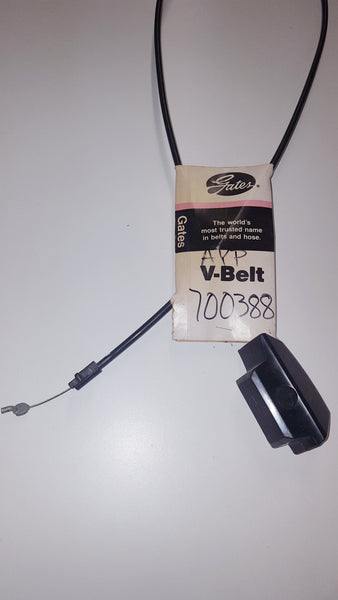 Gates
The world's
most trusted name
in belts and hose.
Gates
AYP
V-Belt
700388